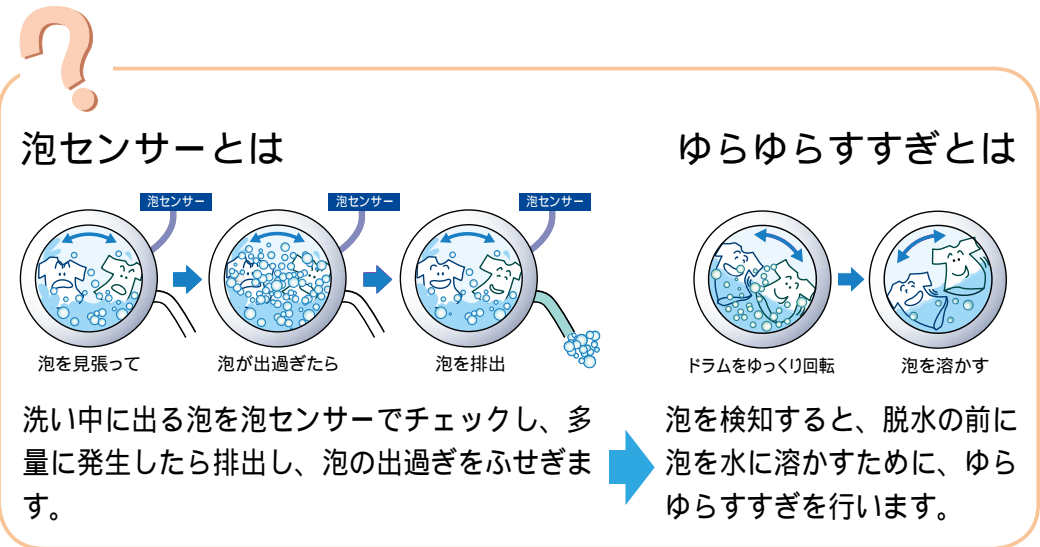 ?
泡センサーとは
泡センサー
泡センサー
泡センサー
泡を見張って
泡が出過ぎたら
泡を排出
洗い中に出る泡を泡センサーでチェックし、多
量に発生したら排出し、泡の出過ぎをふせぎま
す。
ゆらゆらすすぎとは
ドラムをゆっくり回転
泡を溶かす
泡を検知すると、脱水の前に
泡を水に溶かすために、ゆら
ゆらすすぎを行います。